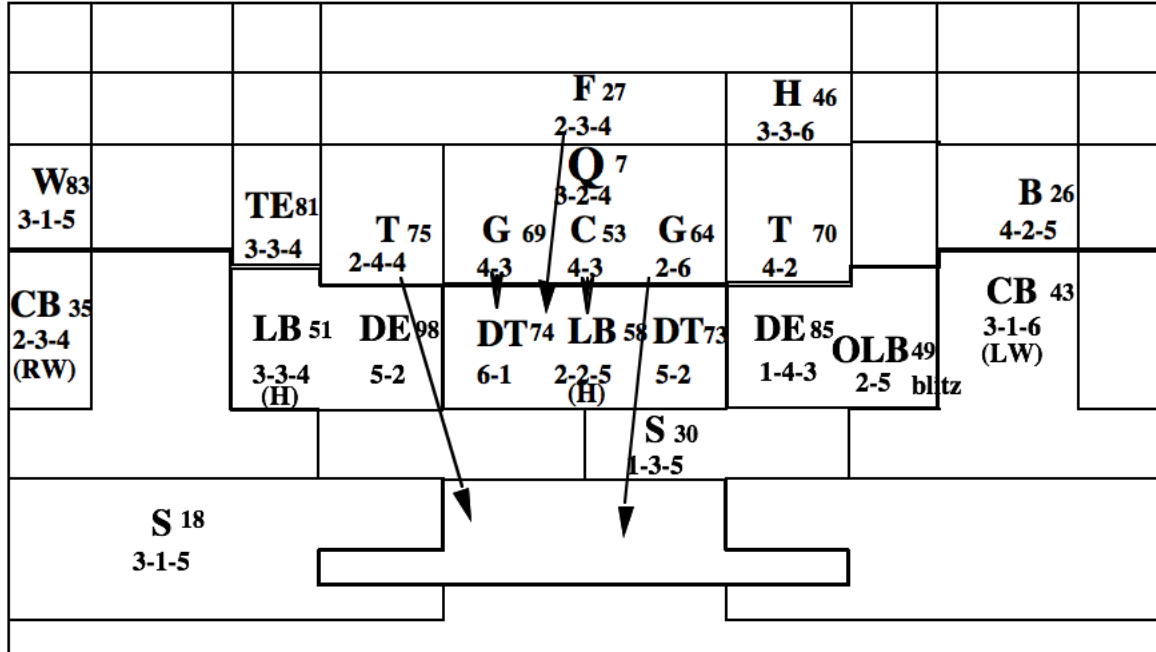 F 27
2-3-4
H 46
3-3-6
W 83
3-1-5
TE 81
3-3-4
T 75
2-4-4
Q 7
3-2-4
G 69
4-3
C 53
4-3
G 64
2-6
T 70
4-2
B 26
4-2-5
CB 35
2-3-4
(RW)
LB 51
3-3-4
(H)
DE 98
5-2
DT 74
6-1
LB 58
2-2-5
(H)
DT 73
5-2
DE 85
1-4-3
OLB 49
2-5 blitz
CB 43
3-1-6
(LW)
S 30
1-3-5
S 18
3-1-5